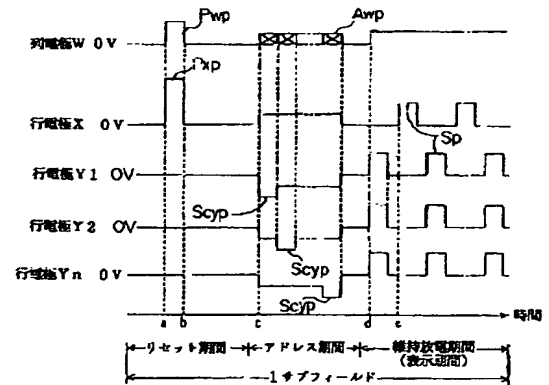 Pwp
Awp
列電極W 0V
Pxp
行電極X 0V
Sp
行電極Y1 0V
Scyp
行電極Y2 0V
Scyp
行電極Yn 0V
Scyp
a b c d e 時間
リセット期間 アドレス期間 維持放電期間
(表示期間)
1サブフィールド